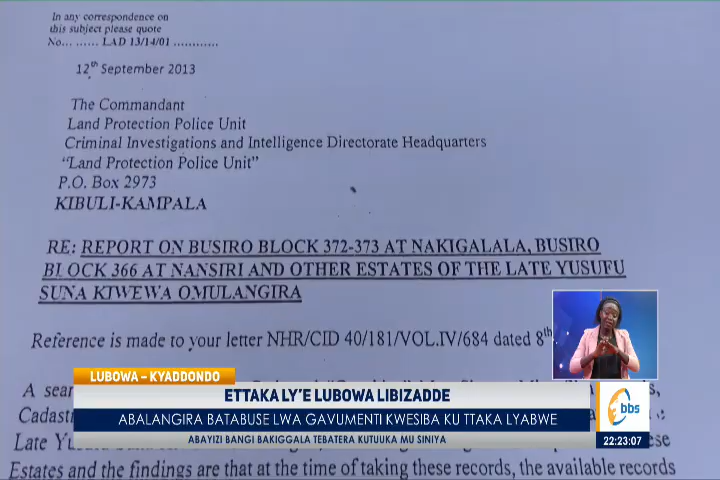 In any correspondence on
this subject please quote
No... ...... LAD 13/14/01 ............
12th September 2013
The Commandant
Land Protection Police Unit
Criminal Investigations and Intelligence Directorate Headquarters
"Land Protection Police Unit"
P.O. Box 2973
KIBULI-KAMPALA
RE: REPORT ON BUSIRO BLOCK 372-373 AT NAKIGALALA, BUSIRO
BLOCK 366 AT NANSIRI AND OTHER ESTATES OF THE LATE YUSUFU
SUNA KIWEWA OMULANGIRA
Reference is made to your letter NHR/CID 40/181/VOL.IV/684 dated 8th
A
Late
Estates and the findings are that at the time of taking these records, the available records
LUBOWA – KYADDONDO
ETTAKA LY'E LUBOWA LIBIZADDE
ABALANGIRA BATABUSE LWA GAVUMENTI KWESIBA KU TTAKA LYABWE
ABAYIZI BANGI BAKIGGALA TEBATERA KUTUUKA MU SINIYA
bbs
22:23:07